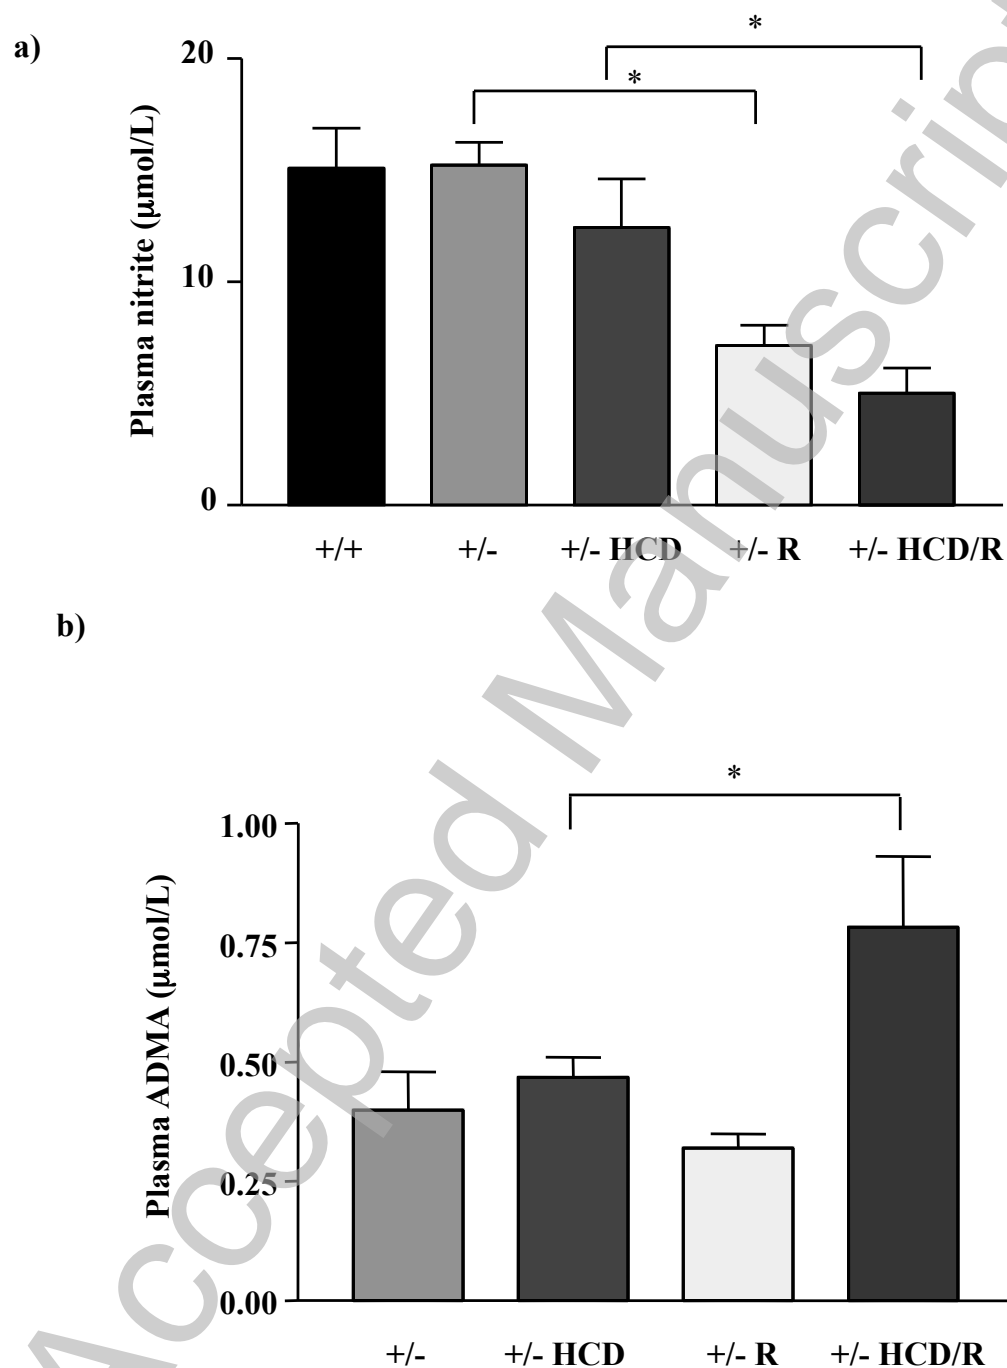 a)
*
*
20
10
0
Plasma nitrite (μmol/L)
+/+ +/- +/- HCD +/- R +/- HCD/R
b)
*
1.00
0.75
0.50
0.25
0.00
Plasma ADMA (μmol/L)
+/- +/- HCD +/- R +/- HCD/R
Accepted Manuscript